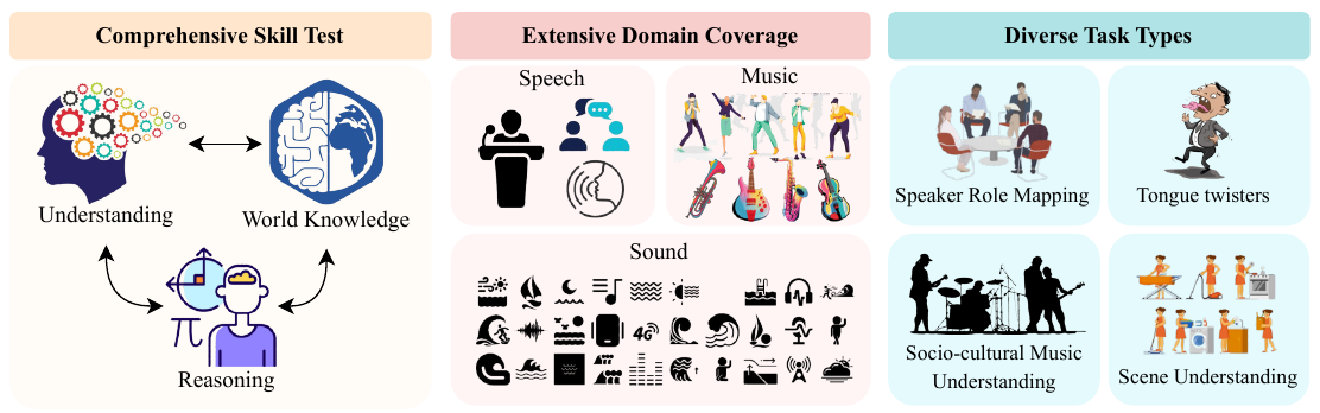 Comprehensive Skill Test
Understanding
World Knowledge
π
Reasoning
Extensive Domain Coverage
Speech
Music
Sound
4G
Diverse Task Types
Speaker Role Mapping
Tongue twisters
Socio-cultural Music
Understanding
Scene Understanding